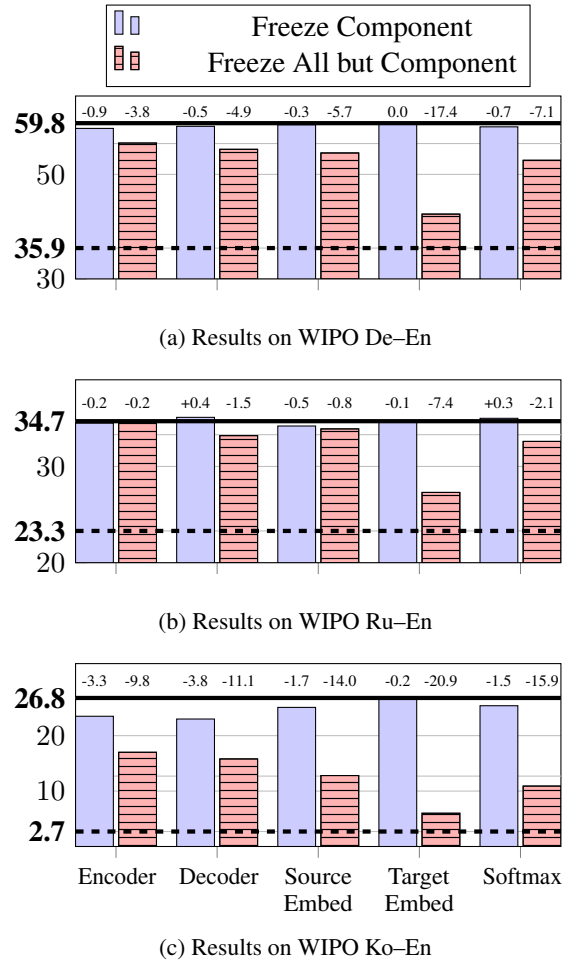 Freeze Component
Freeze All but Component
-0.9 -3.8 -0.5 -4.9 -0.3 -5.7 0.0 -17.4 -0.7 -7.1
59.8
50
35.9
30
(a) Results on WIPO De–En
-0.2 -0.2 +0.4 -1.5 -0.5 -0.8 -0.1 -7.4 +0.3 -2.1
34.7
30
23.3
20
(b) Results on WIPO Ru–En
-3.3 -9.8 -3.8 -11.1 -1.7 -14.0 -0.2 -20.9 -1.5 -15.9
26.8
20
10
2.7
Encoder Decoder Source Target Softmax
Embed Embed
(c) Results on WIPO Ko–En